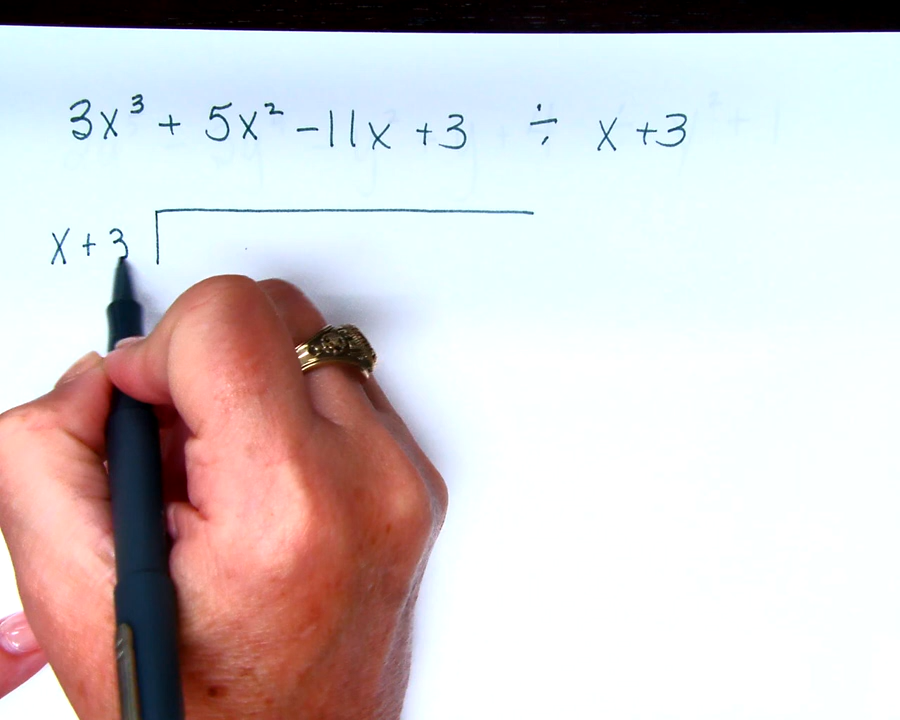 3x³ + 5x² - 11x + 3 ÷ x + 3
x + 3